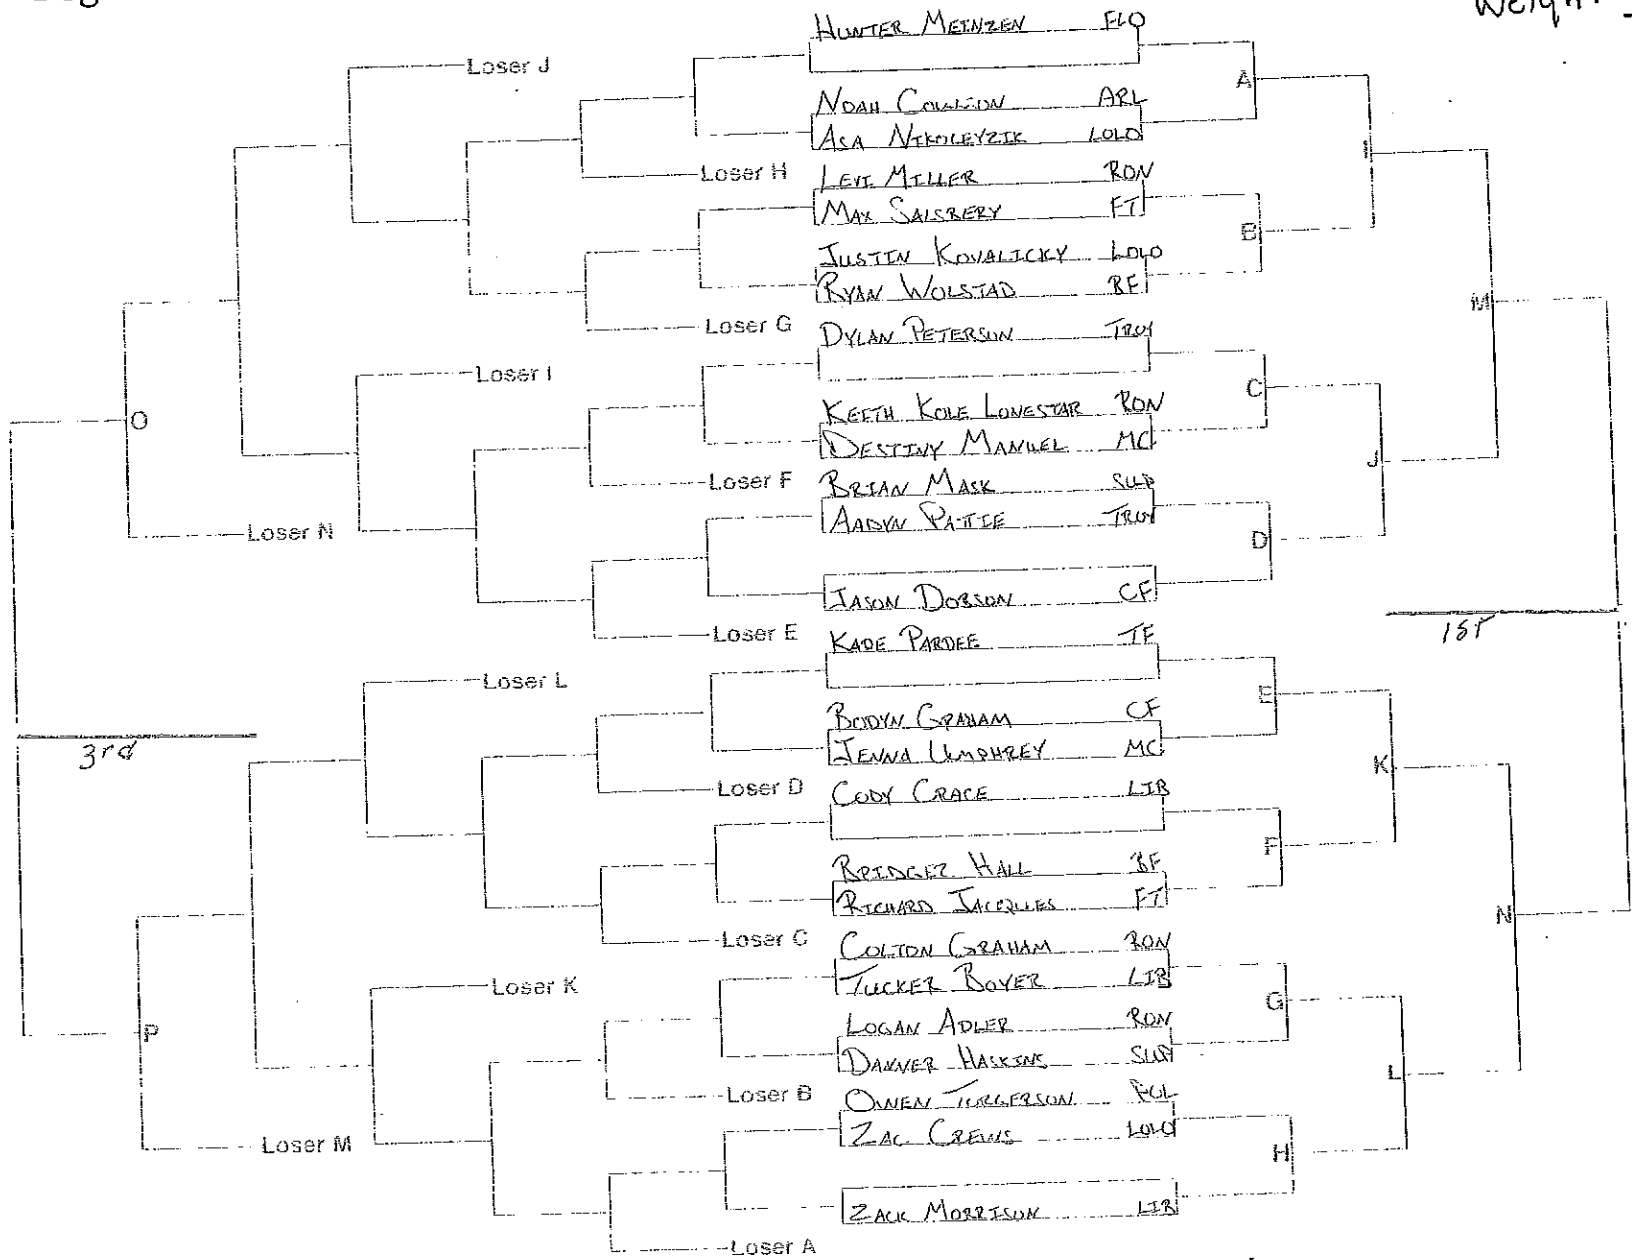 Weight
HUNTER MEINZEN FLO
Loser J
A
NOAH ARL
ASA LOLO
I
Loser H LEVI MILLER RON
MAX SALSBERY FT
B
JUSTIN KOVALICKY LOLO
RYAN WOLSTAD BF
M
Loser G DYLAN PETERSON TROY
Loser I
C
KEITH KOLE LONESTAR RON
O
DESTINY MANUEL MC
J
Loser F BRIAN MASK SUP
AADYN PATTIE TROY
Loser N
D
JASON DOBSON CF
Loser E KADE PARDEE TF
1st
Loser L
E
BODYN GRAHAM CF
JENNA UMPHREY MC
3rd
K
Loser D CODY CRACE LIB
F
BRIDGER HALL BF
RICHARD JACQUES FT
N
Loser C COLTON GRAHAM RON
TUCKER BOYER LIB
Loser K
G
LOGAN ADLER RON
P
DANVER HASKINS SUP
L
Loser B OWEN TURGERSON POL
ZAC CREWS LOLO
Loser M
H
ZACK MORRISON LIB
Loser A